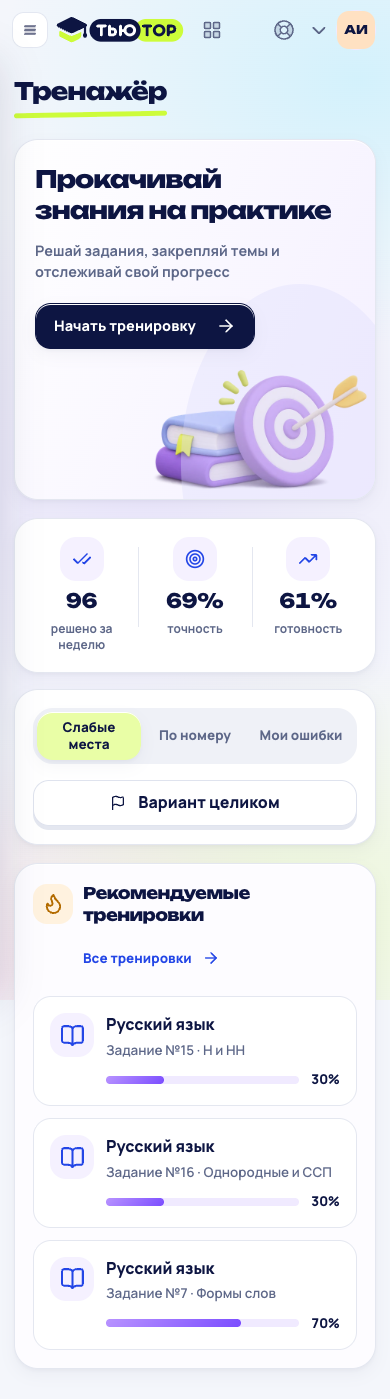 ТЬЮТОР
АИ
Тренажёр
Прокачивай
знания на практике
Решай задания, закрепляй темы и
отслеживай свой прогресс
Начать тренировку
96
69%
61%
решено за
неделю
точность
готовность
Слабые
места
По номеру
Мои ошибки
Вариант целиком
Рекомендуемые
тренировки
Все тренировки
Русский язык
Задание №15 · Н и НН
30%
Русский язык
Задание №16 · Однородные и ССП
30%
Русский язык
Задание №7 · Формы слов
70%